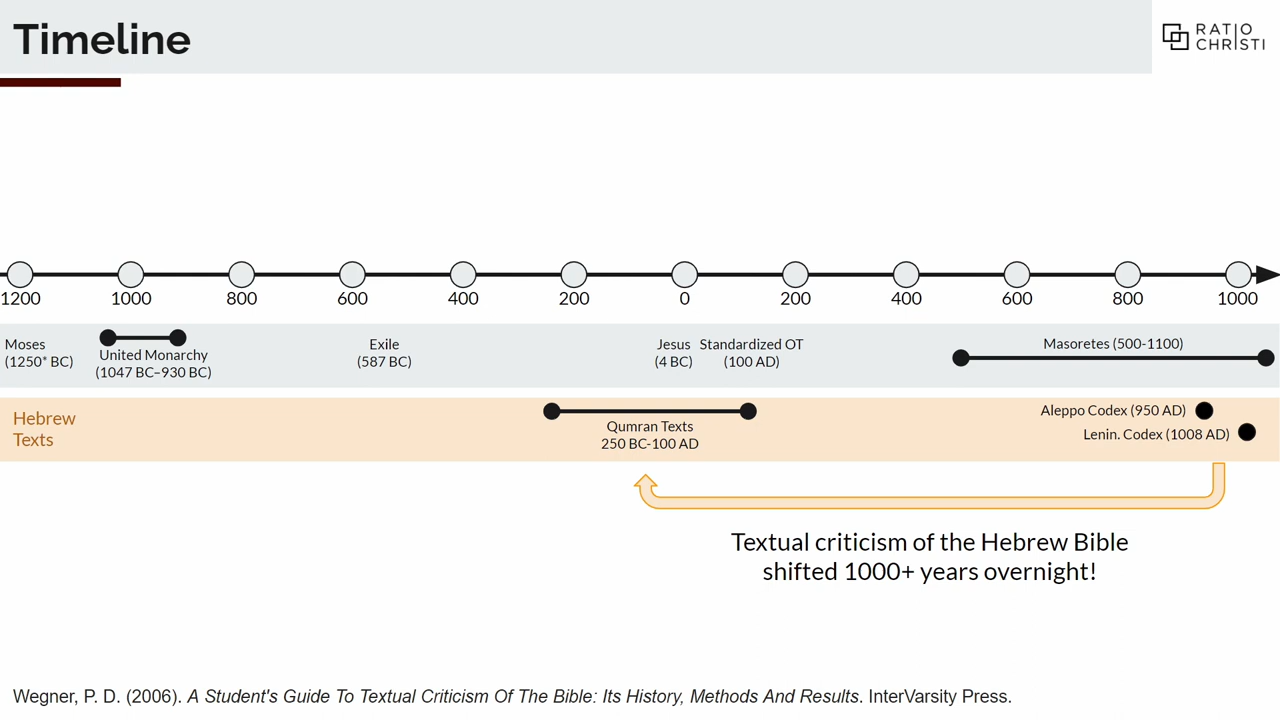 Timeline
RATIO
CHRISTI
1200 1000 800 600 400 200 0 200 400 600 800 1000
Moses
(1250* BC)
United Monarchy
(1047 BC–930 BC)
Exile
(587 BC)
Jesus
(4 BC)
Standardized OT
(100 AD)
Masoretes (500-1100)
Hebrew
Texts
Qumran Texts
250 BC-100 AD
Aleppo Codex (950 AD)
Lenin. Codex (1008 AD)
Textual criticism of the Hebrew Bible
shifted 1000+ years overnight!
Wegner, P. D. (2006). A Student's Guide To Textual Criticism Of The Bible: Its History, Methods And Results. InterVarsity Press.